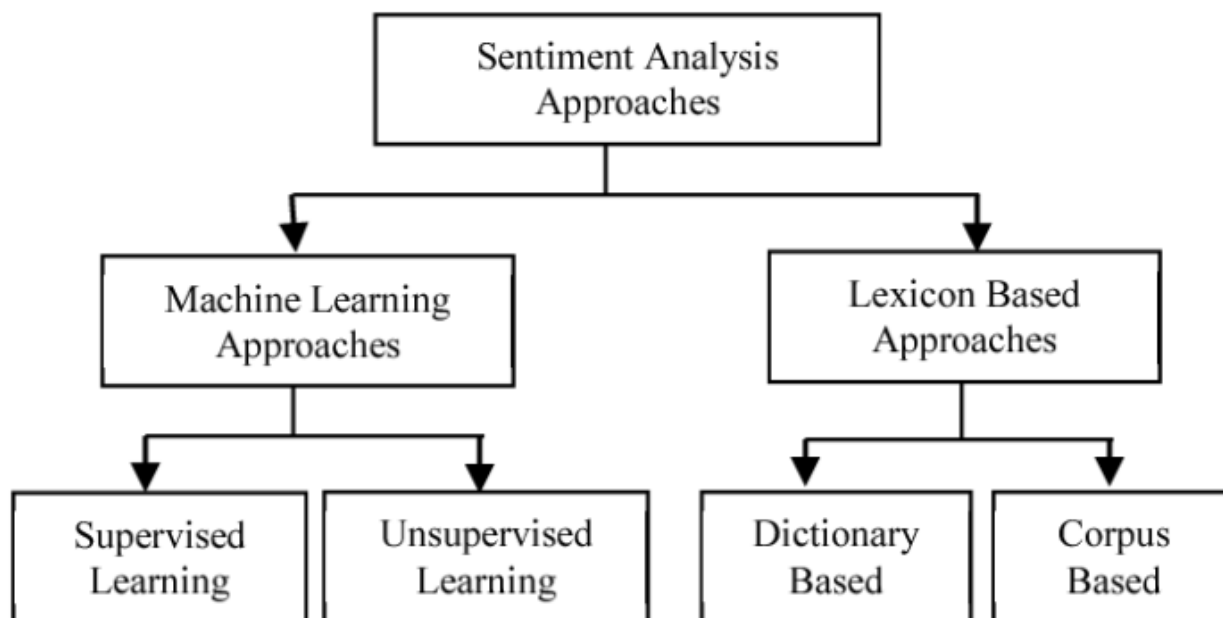 Sentiment Analysis
Approaches
Machine Learning
Approaches
Lexicon Based
Approaches
Supervised
Learning
Unsupervised
Learning
Dictionary
Based
Corpus
Based